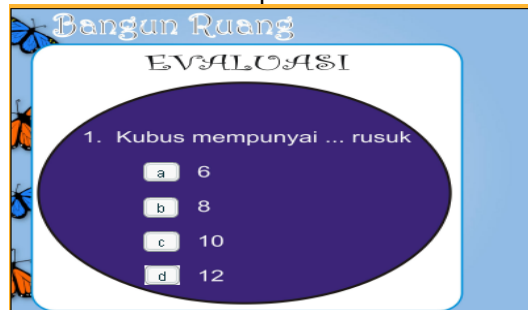 Bangun Ruang
EVALUASI
1. Kubus mempunyai ... rusuk
a 6
b 8
c 10
d 12